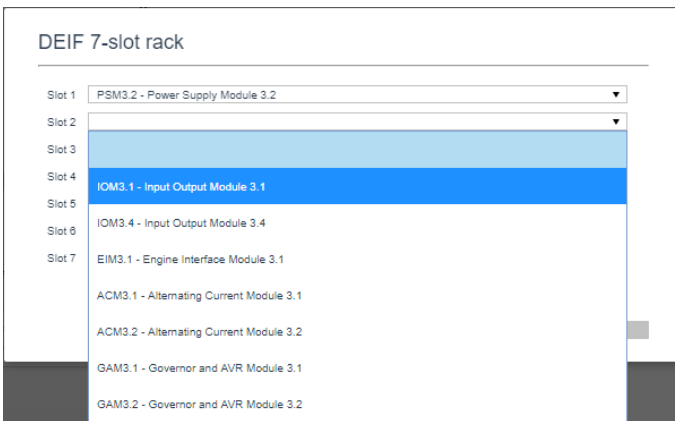 DEIF 7-slot rack
Slot 1 PSM3.2 - Power Supply Module 3.2
Slot 2
Slot 3
Slot 4 IOM3.1 - Input Output Module 3.1
Slot 5
Slot 6 IOM3.4 - Input Output Module 3.4
Slot 7 EIM3.1 - Engine Interface Module 3.1
ACM3.1 - Alternating Current Module 3.1
ACM3.2 - Alternating Current Module 3.2
GAM3.1 - Governor and AVR Module 3.1
GAM3.2 - Governor and AVR Module 3.2